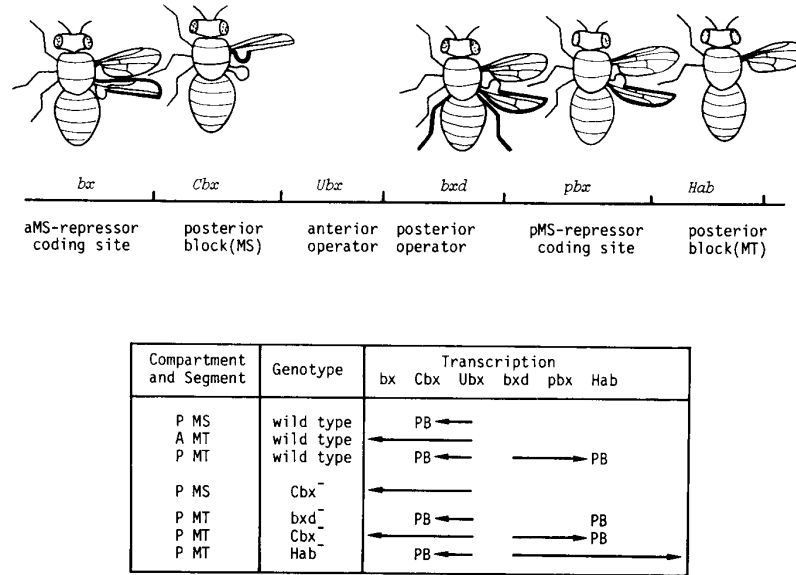 bx Cbx Ubx bxd pbx Hab
aMS-repressor posterior anterior posterior pMS-repressor posterior
coding site block(MS) operator operator coding site block(MT)
Compartment Genotype Transcription
and Segment bx Cbx Ubx bxd pbx Hab
P MS wild type PB
A MT wild type
P MT wild type PB PB
P MS Cbx⁻
P MT bxd⁻ PB PB
P MT Cbx⁻ PB
P MT Hab⁻ PB